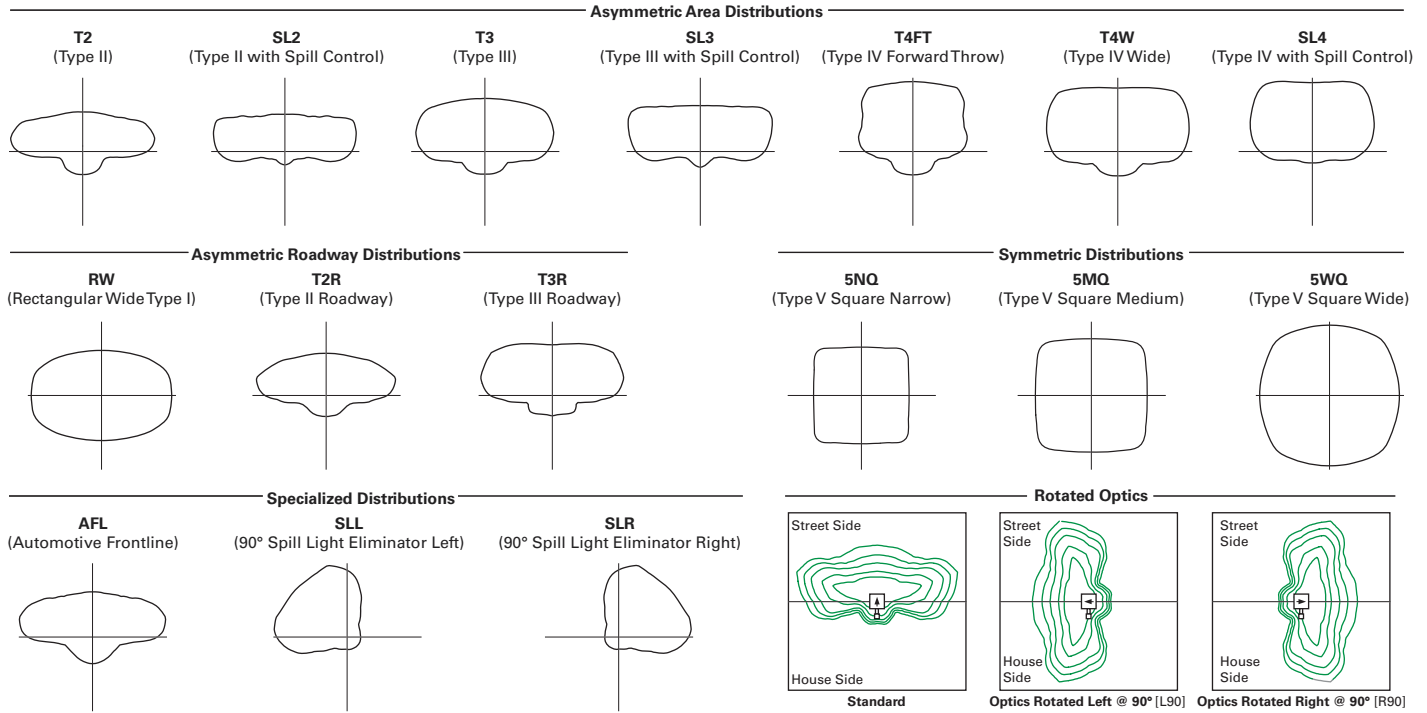 Asymmetric Area Distributions
T2
(Type II)
SL2
(Type II with Spill Control)
T3
(Type III)
SL3
(Type III with Spill Control)
T4FT
(Type IV Forward Throw)
T4W
(Type IV Wide)
SL4
(Type IV with Spill Control)
Asymmetric Roadway Distributions
RW
(Rectangular Wide Type I)
T2R
(Type II Roadway)
T3R
(Type III Roadway)
Symmetric Distributions
5NQ
(Type V Square Narrow)
5MQ
(Type V Square Medium)
5WQ
(Type V Square Wide)
Specialized Distributions
AFL
(Automotive Frontline)
SLL
(90° Spill Light Eliminator Left)
SLR
(90° Spill Light Eliminator Right)
Rotated Optics
Street Side
House Side
Standard
Street
Side
House
Side
Optics Rotated Left @ 90° [L90]
Street
Side
House
Side
Optics Rotated Right @ 90° [R90]